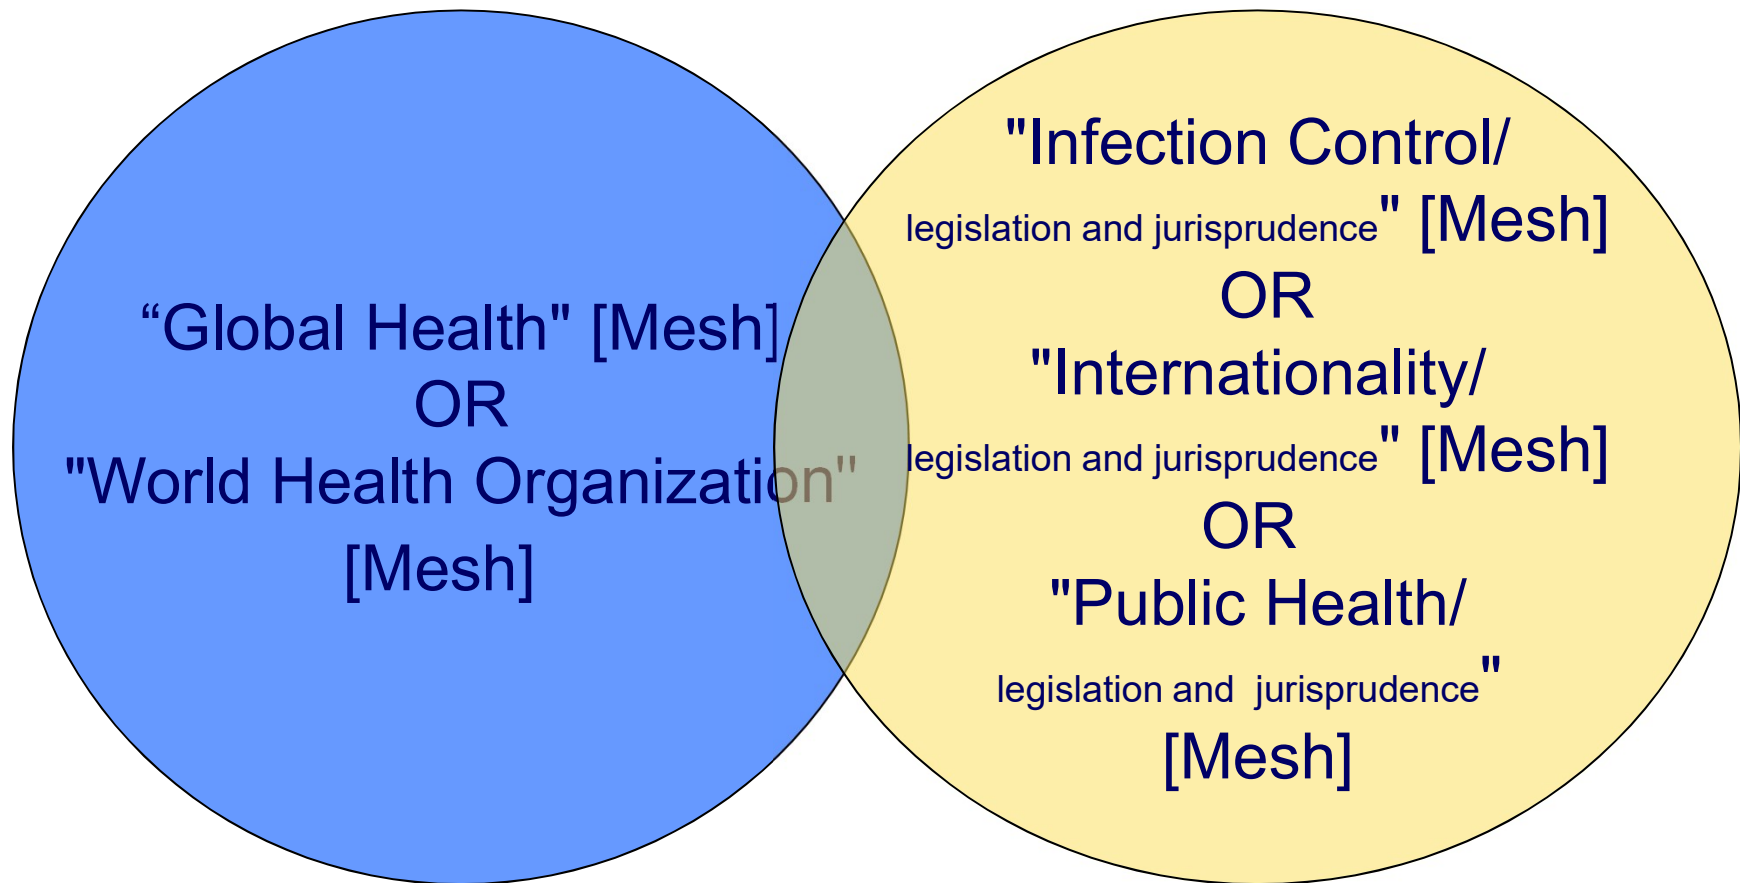 “Global Health" [Mesh]
OR
"World Health Organization"
[Mesh]
"Infection Control/
legislation and jurisprudence" [Mesh]
OR
"Internationality/
legislation and jurisprudence" [Mesh]
OR
"Public Health/
legislation and  jurisprudence"
[Mesh]